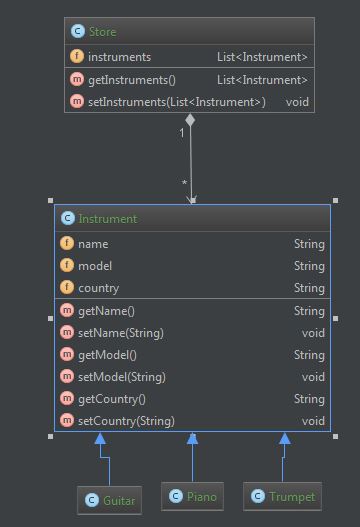 C Store
f instruments List<Instrument>
m getInstruments() List<Instrument>
m setInstruments(List<Instrument>) void
1
*
C Instrument
f name String
f model String
f country String
m getName() String
m setName(String) void
m getModel() String
m setModel(String) void
m getCountry() String
m setCountry(String) void
C Guitar
C Piano
C Trumpet